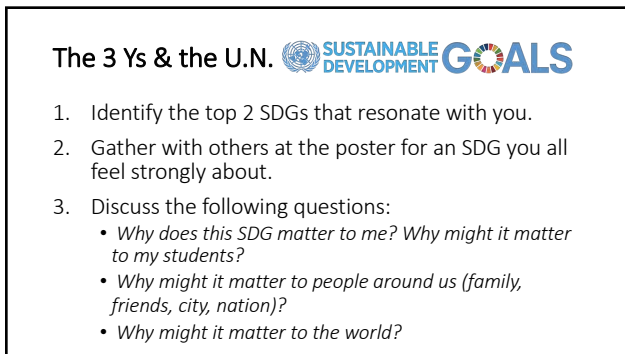 The 3 Ys & the U.N. SUSTAINABLE DEVELOPMENT GOALS
1. Identify the top 2 SDGs that resonate with you.
2. Gather with others at the poster for an SDG you all
feel strongly about.
3. Discuss the following questions:
• Why does this SDG matter to me? Why might it matter
to my students?
• Why might it matter to people around us (family,
friends, city, nation)?
• Why might it matter to the world?